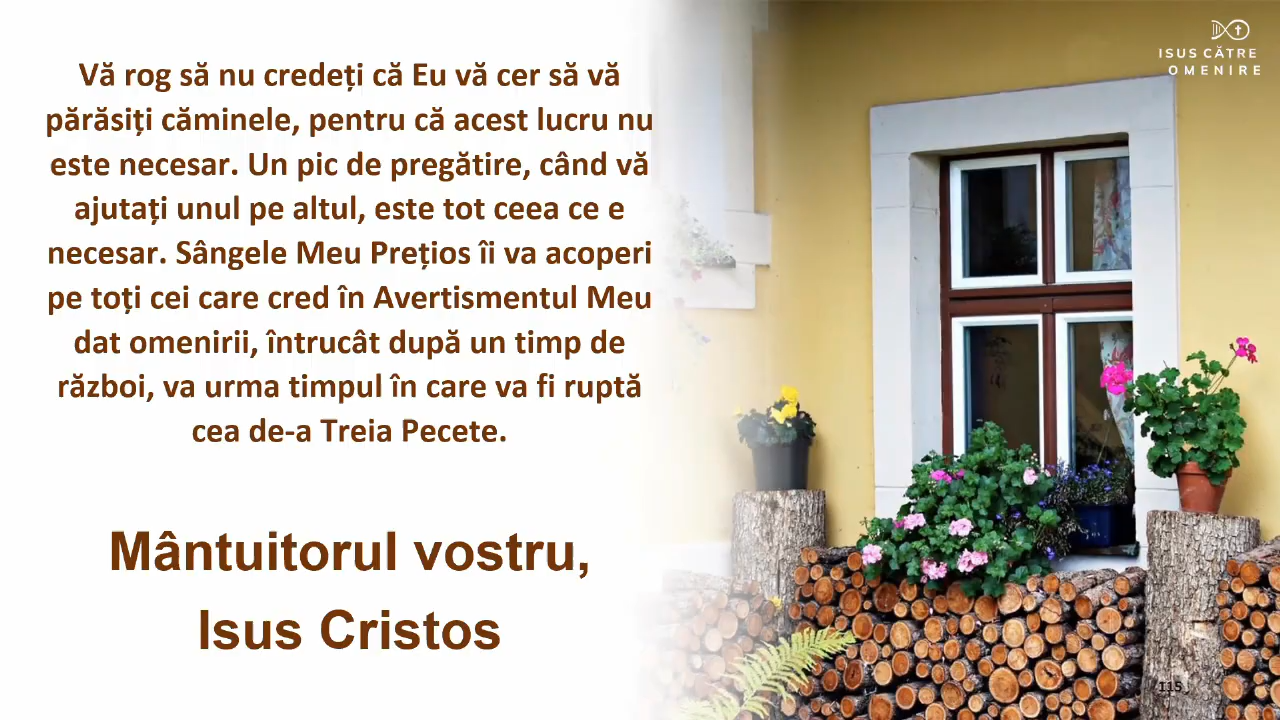 ISUS CĂTRE
OMENIRE
Vă rog să nu credeți că Eu vă cer să vă
părăsiți căminele, pentru că acest lucru nu
este necesar. Un pic de pregătire, când vă
ajutați unul pe altul, este tot ceea ce e
necesar. Sângele Meu Prețios îi va acoperi
pe toți cei care cred în Avertismentul Meu
dat omenirii, întrucât după un timp de
război, va urma timpul în care va fi ruptă
cea de-a Treia Pecete.
Mântuitorul vostru,
Isus Cristos
115